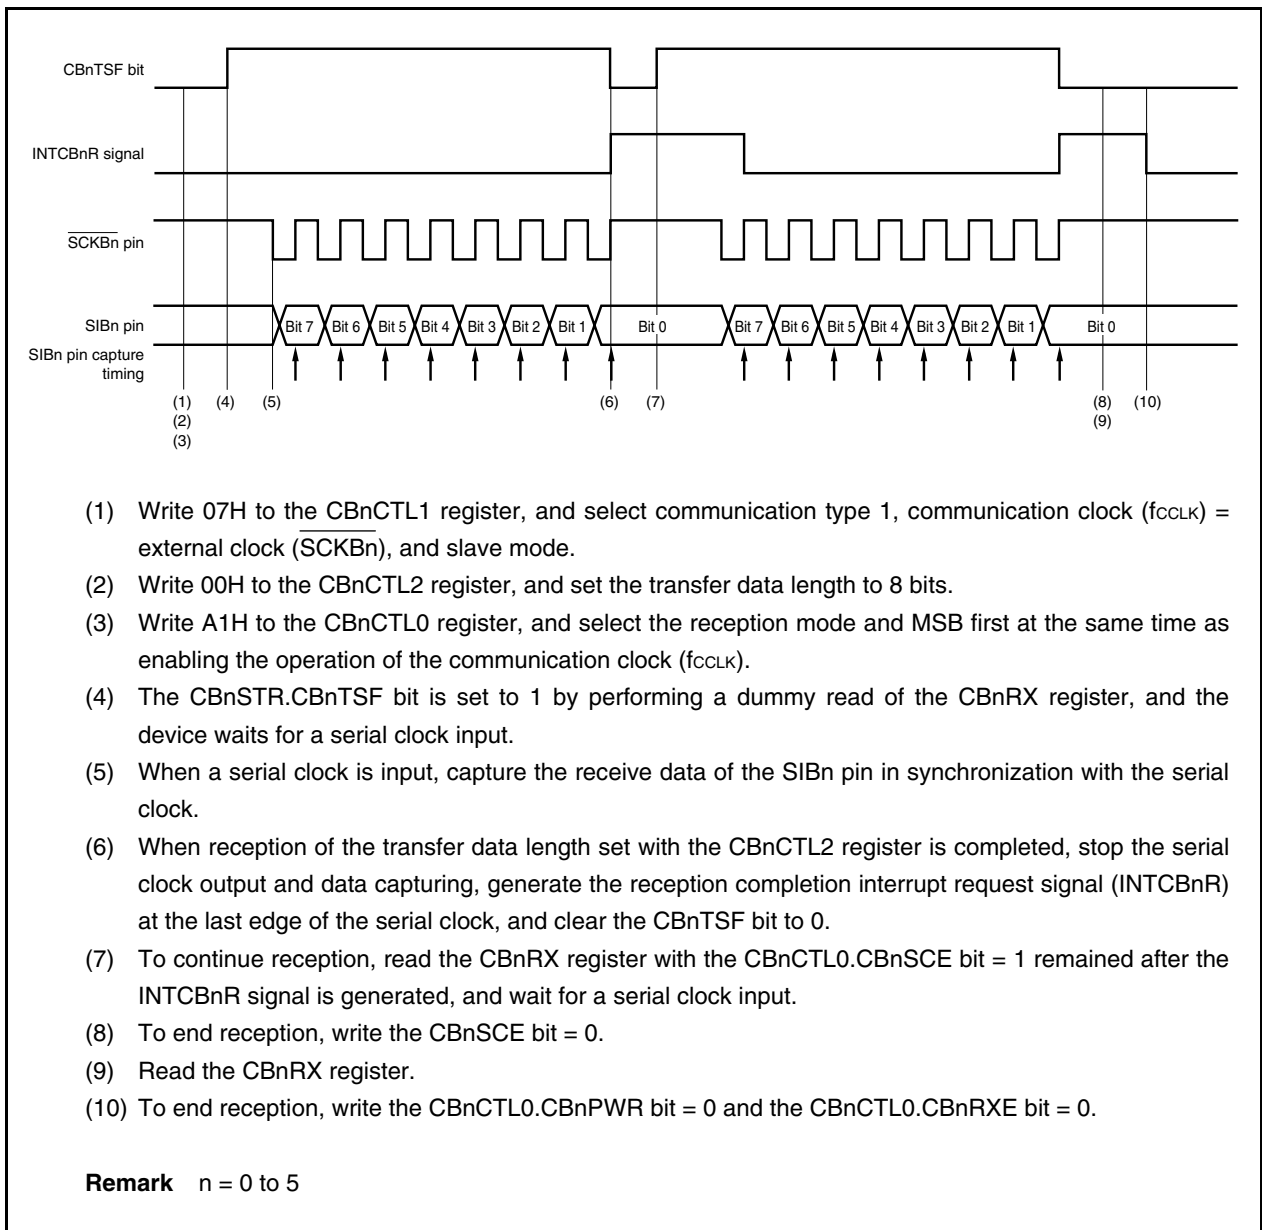 CBnTSF bit
INTCBnR signal
SCKBn pin
SIBn pin
Bit 7 Bit 6 Bit 5 Bit 4 Bit 3 Bit 2 Bit 1 Bit 0 Bit 7 Bit 6 Bit 5 Bit 4 Bit 3 Bit 2 Bit 1 Bit 0
SIBn pin capture
timing
(1) (4) (5) (6) (7) (8) (10)
(2) (9)
(3)
(1) Write 07H to the CBnCTL1 register, and select communication type 1, communication clock (fCCLK) =
external clock (SCKBn), and slave mode.
(2) Write 00H to the CBnCTL2 register, and set the transfer data length to 8 bits.
(3) Write A1H to the CBnCTL0 register, and select the reception mode and MSB first at the same time as
enabling the operation of the communication clock (fCCLK).
(4) The CBnSTR.CBnTSF bit is set to 1 by performing a dummy read of the CBnRX register, and the
device waits for a serial clock input.
(5) When a serial clock is input, capture the receive data of the SIBn pin in synchronization with the serial
clock.
(6) When reception of the transfer data length set with the CBnCTL2 register is completed, stop the serial
clock output and data capturing, generate the reception completion interrupt request signal (INTCBnR)
at the last edge of the serial clock, and clear the CBnTSF bit to 0.
(7) To continue reception, read the CBnRX register with the CBnCTL0.CBnSCE bit = 1 remained after the
INTCBnR signal is generated, and wait for a serial clock input.
(8) To end reception, write the CBnSCE bit = 0.
(9) Read the CBnRX register.
(10) To end reception, write the CBnCTL0.CBnPWR bit = 0 and the CBnCTL0.CBnRXE bit = 0.
Remark n = 0 to 5